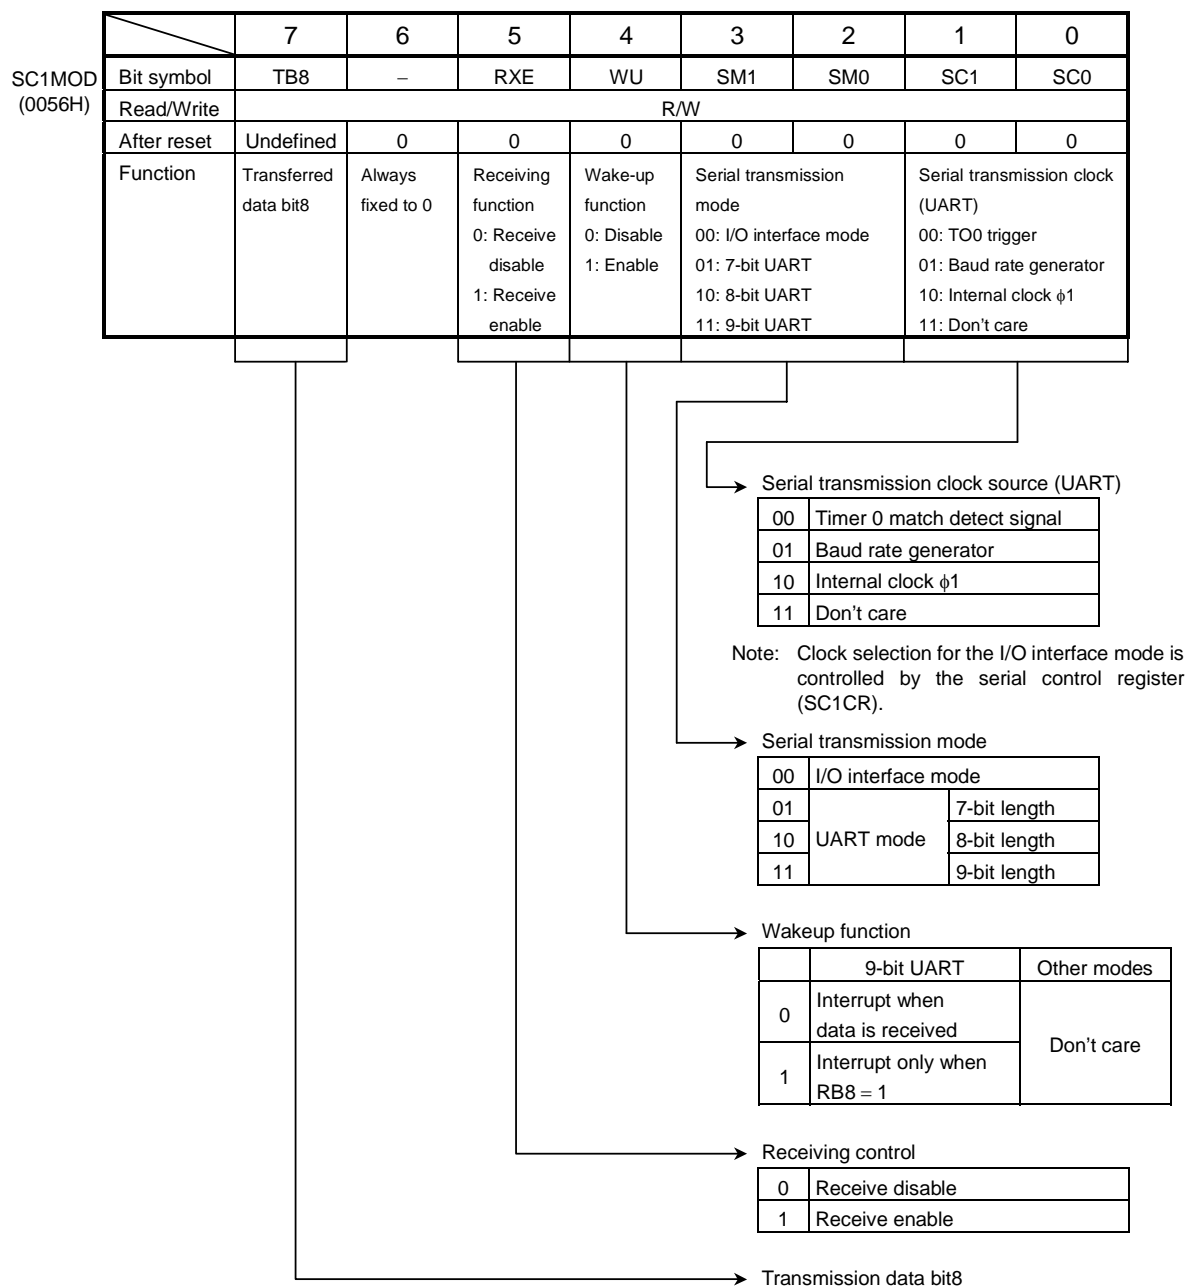 7 6 5 4 3 2 1 0
SC1MOD
(0056H)
Bit symbol TB8 − RXE WU SM1 SM0 SC1 SC0
Read/Write R/W
After reset Undefined 0 0 0 0 0 0 0
Function
Transferred
data bit8
Always
fixed to 0
Receiving
function
0: Receive
disable
1: Receive
enable
Wake-up
function
0: Disable
1: Enable
Serial transmission
mode
00: I/O interface mode
01: 7-bit UART
10: 8-bit UART
11: 9-bit UART
Serial transmission clock
(UART)
00: TO0 trigger
01: Baud rate generator
10: Internal clock ϕ1
11: Don't care
Serial transmission clock source (UART)
00 Timer 0 match detect signal
01 Baud rate generator
10 Internal clock ϕ1
11 Don't care
Note: Clock selection for the I/O interface mode is
controlled by the serial control register
(SC1CR).
Serial transmission mode
00 I/O interface mode
01 7-bit length
10 UART mode 8-bit length
11 9-bit length
Wakeup function
9-bit UART Other modes
0 Interrupt when
data is received
Don't care
1 Interrupt only when
RB8 = 1
Receiving control
0 Receive disable
1 Receive enable
Transmission data bit8